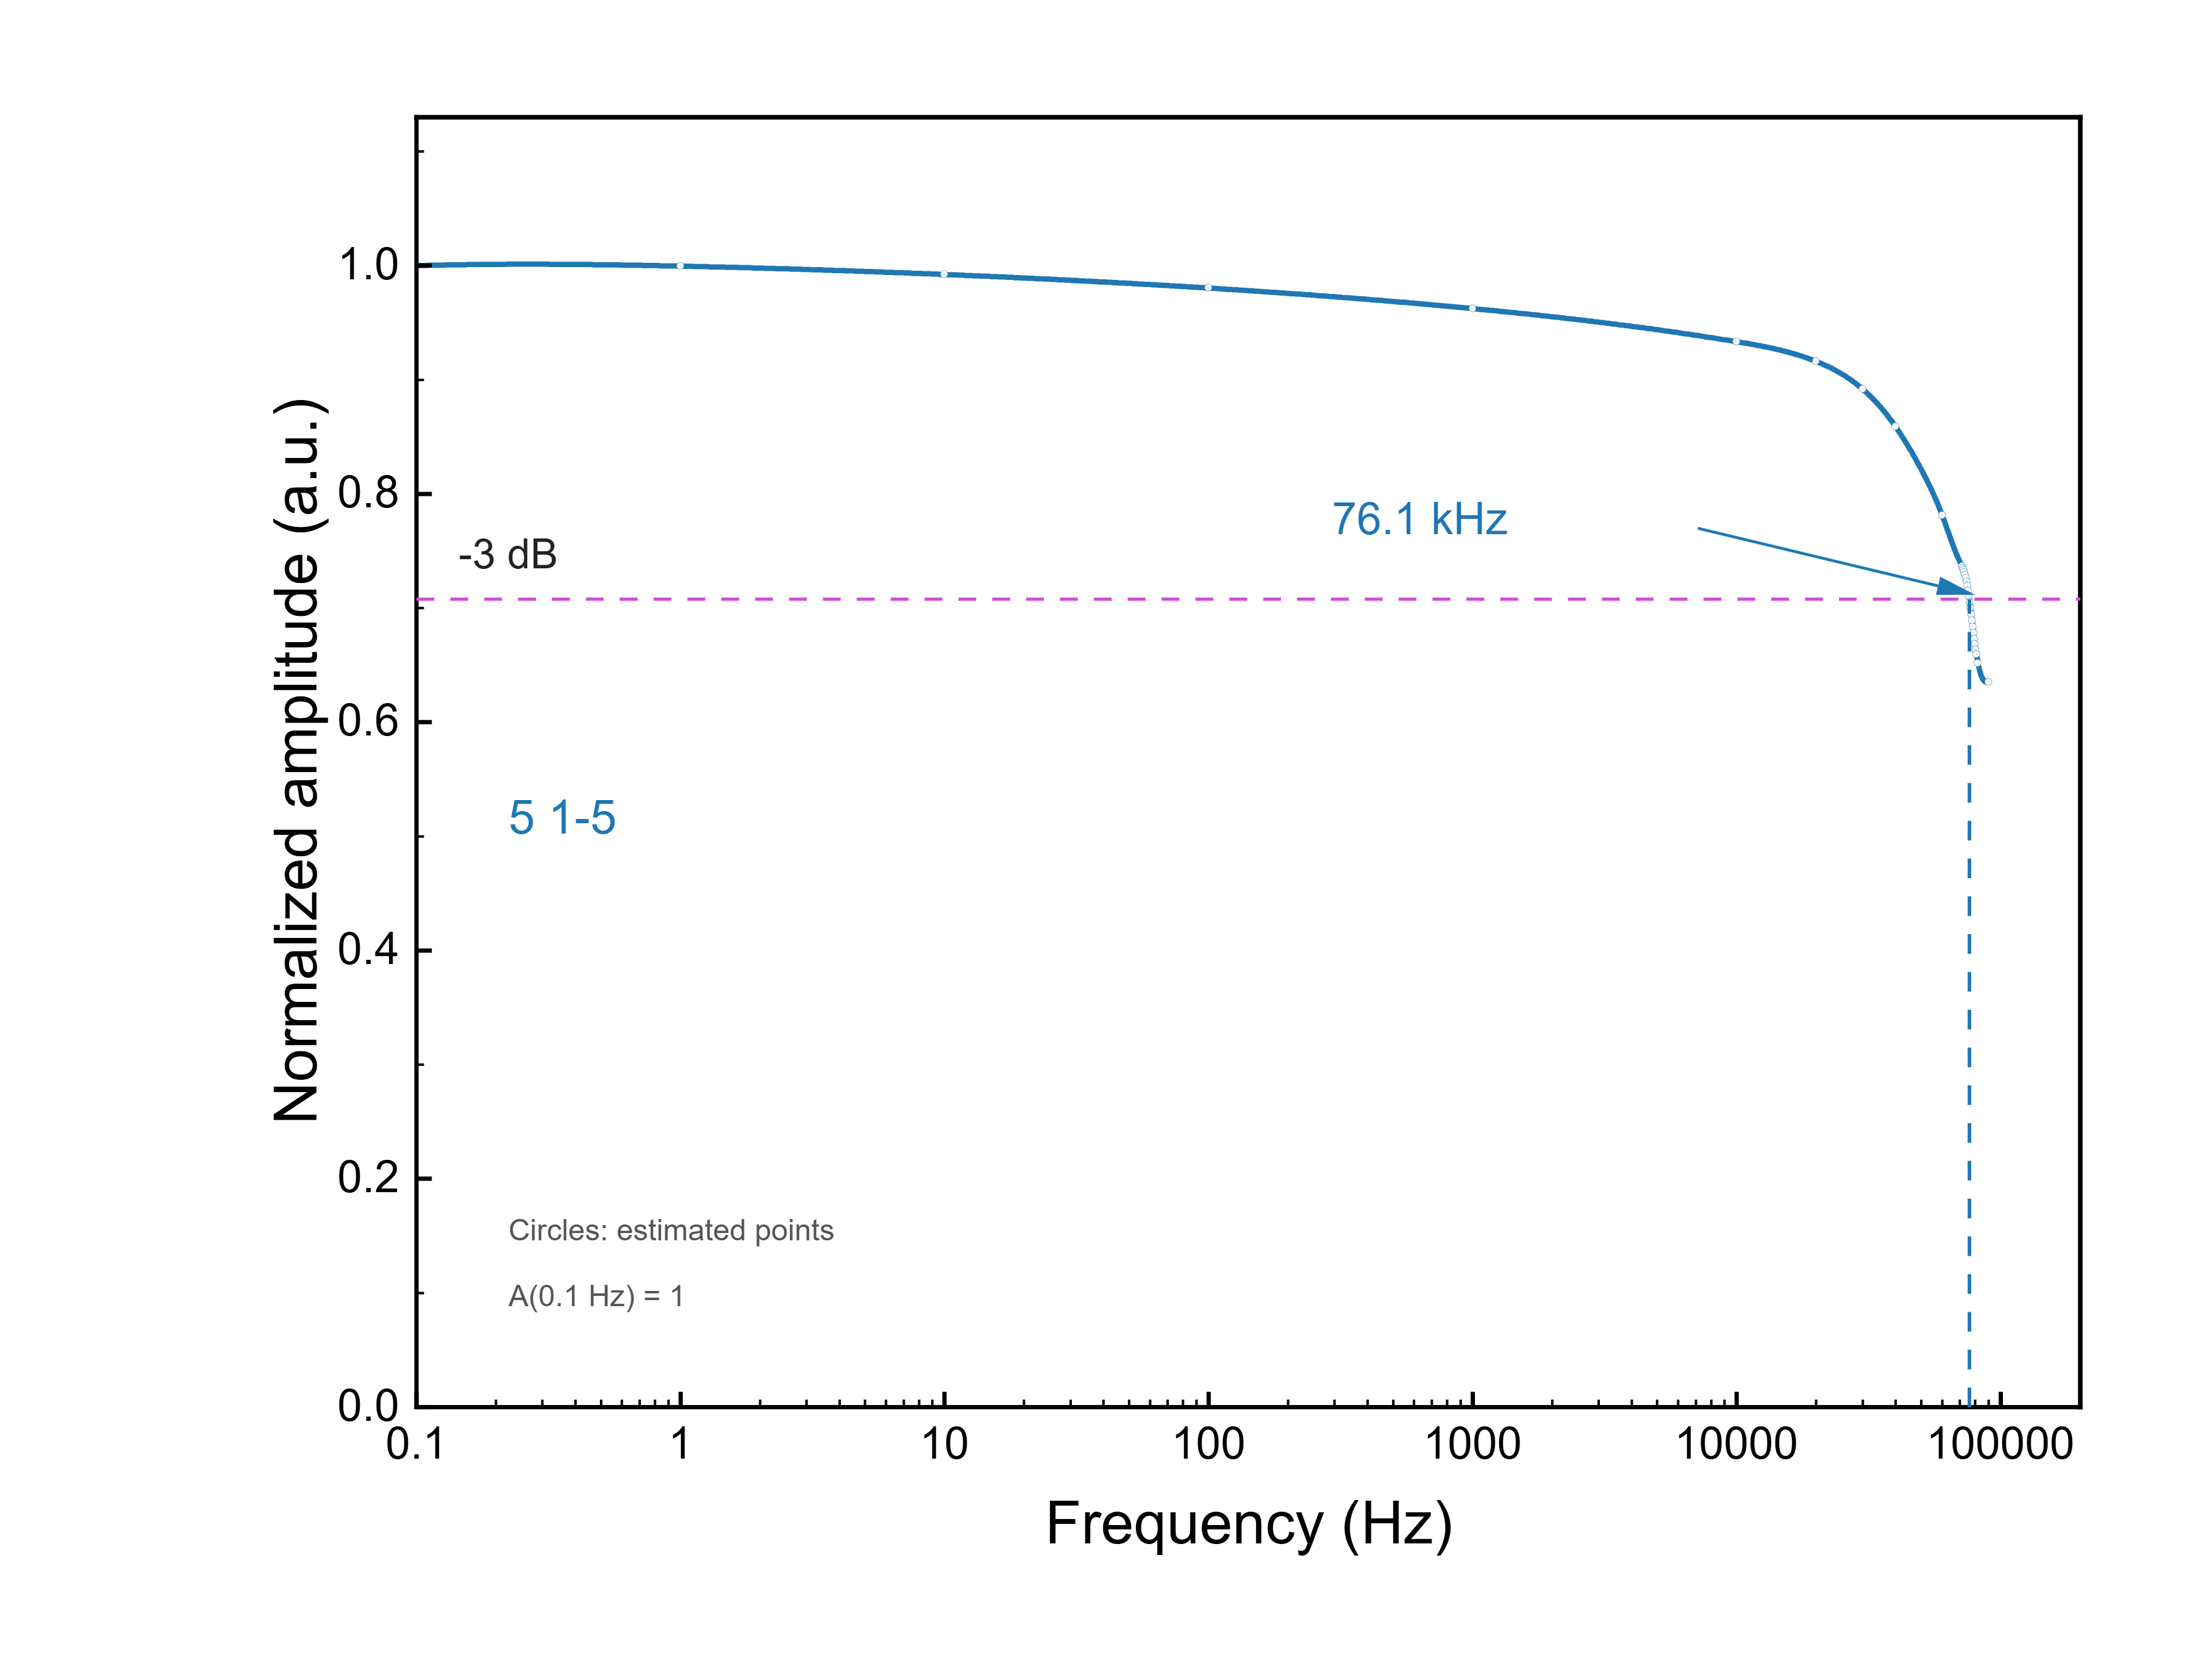 1.0
0.8
0.6
0.4
0.2
0.0
Normalized amplitude (a.u.)
-3 dB
76.1 kHz
5 1-5
Circles: estimated points
A(0.1 Hz) = 1
0.1 1 10 100 1000 10000 100000
Frequency (Hz)